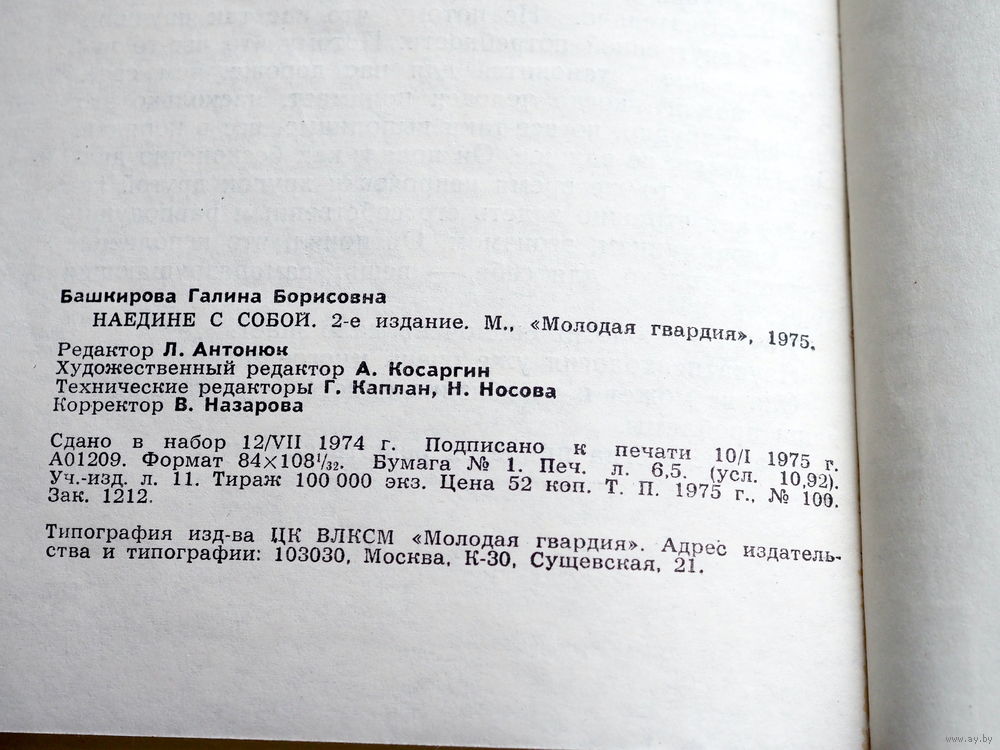 Башкирова Галина Борисовна
НАЕДИНЕ С СОБОЙ. 2-е издание. М., «Молодая гвардия», 1975.
Редактор Л. Антонюк
Художественный редактор А. Косаргин
Технические редакторы Г. Каплан, Н. Носова
Корректор В. Назарова
Сдано в набор 12/VII 1974 г. Подписано к печати 10/I 1975 г.
А01209. Формат 84×108¹/₃₂. Бумага № 1. Печ. л. 6,5. (усл. 10,92).
Уч.-изд. л. 11. Тираж 100 000 экз. Цена 52 коп. Т. П. 1975 г., № 100.
Зак. 1212.
Типография изд-ва ЦК ВЛКСМ «Молодая гвардия». Адрес издатель-
ства и типографии: 103030, Москва, К-30, Сущевская, 21.
www.ay.by